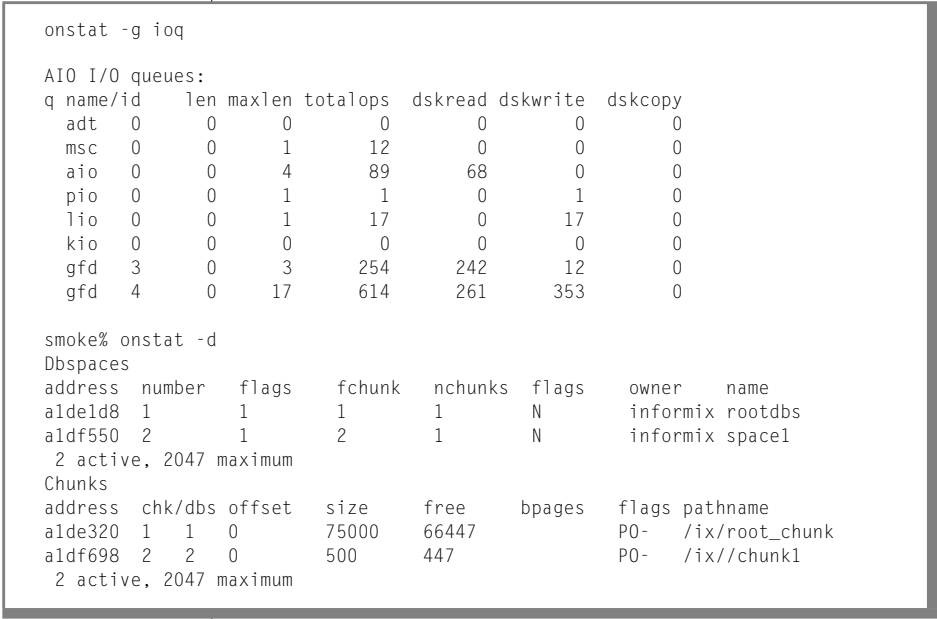 onstat -g ioq
AIO I/O queues:
q name/id len maxlen totalops dskread dskwrite dskcopy
adt 0 0 0 0 0 0 0
msc 0 0 1 12 0 0 0
aio 0 0 4 89 68 0 0
pio 0 0 1 1 0 1 0
lio 0 0 1 17 0 17 0
kio 0 0 0 0 0 0 0
gfd 3 0 3 254 242 12 0
gfd 4 0 17 614 261 353 0
smoke% onstat -d
Dbspaces
address number flags fchunk nchunks flags owner name
a1de1d8 1 1 1 1 N informix rootdbs
a1df550 2 1 2 1 N informix space1
2 active, 2047 maximum
Chunks
address chk/dbs offset size free bpages flags pathname
a1de320 1 1 0 75000 66447 PO- /ix/root_chunk
a1df698 2 2 0 500 447 PO- /ix//chunk1
2 active, 2047 maximum